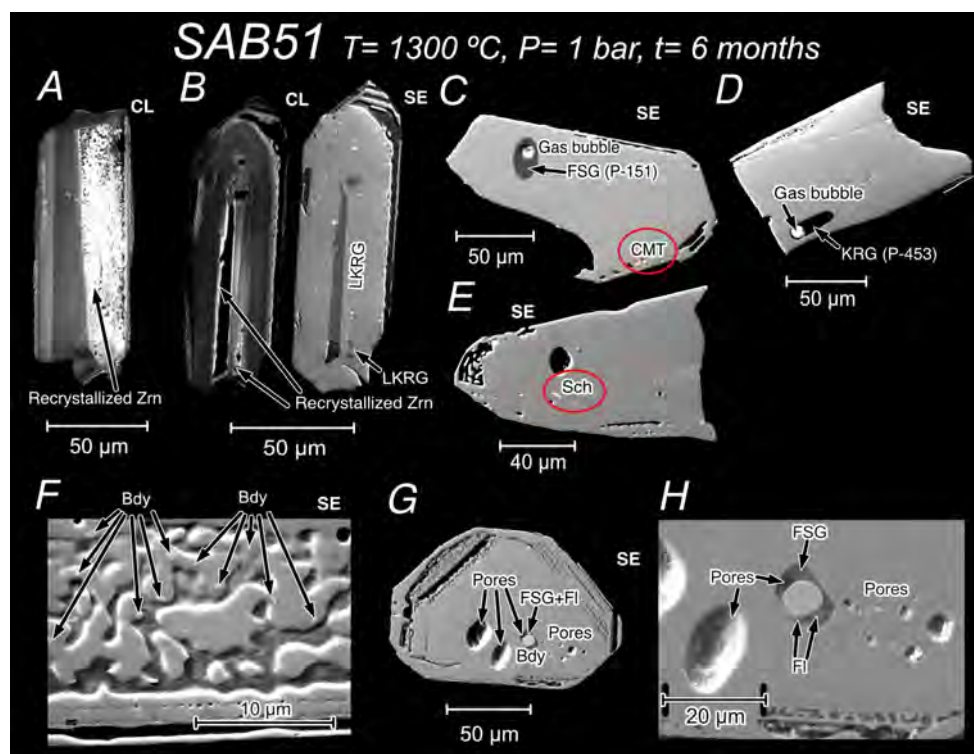 SAB51 T= 1300 ºC, P= 1 bar, t= 6 months
A
CL
Recrystallized Zrn
50 µm
B
CL
SE
LKRG
LKRG
Recrystallized Zrn
50 µm
C
SE
Gas bubble
FSG (P-151)
CMT
50 µm
D
SE
Gas bubble
KRG (P-453)
50 µm
E
SE
Sch
40 µm
F
Bdy
Bdy
SE
10 µm
G
SE
Pores
FSG+Fl
Pores
Bdy
50 µm
H
FSG
Pores
Pores
Fl
20 µm